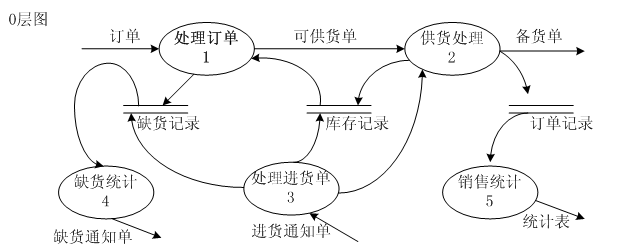 0层图
订单
处理订单
1
可供货单
供货处理
2
备货单
缺货记录
库存记录
订单记录
缺货统计
4
处理进货单
3
销售统计
5
缺货通知单
进货通知单
统计表